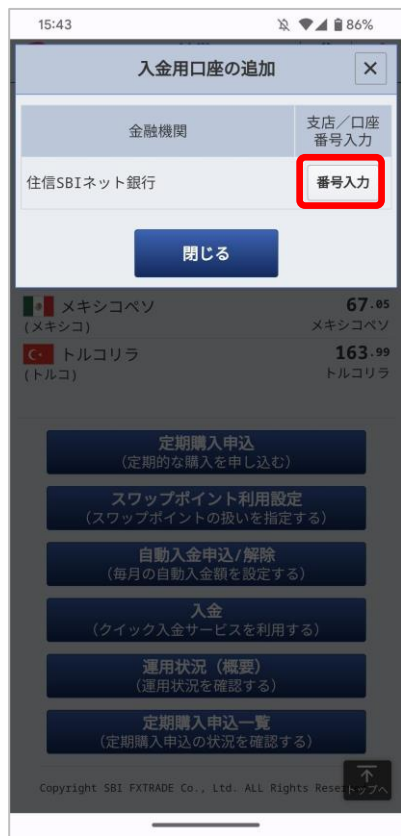 15:43
86%
入金用口座の追加
×
金融機関
支店／口座
番号入力
住信SBIネット銀行
番号入力
閉じる
メキシコペソ
67.05
(メキシコ)
メキシコペソ
トルコリラ
163.99
(トルコ)
トルコリラ
定期購入申込
(定期的な購入を申し込む)
スワップポイント利用設定
(スワップポイントの扱いを指定する)
自動入金申込/解除
(毎月の自動入金額を設定する)
入金
(クイック入金サービスを利用する)
運用状況（概要）
(運用状況を確認する)
定期購入申込一覧
(定期購入申込の状況を確認する)
Copyright SBI FXTRADE Co., Ltd. ALL Rights
トップへ